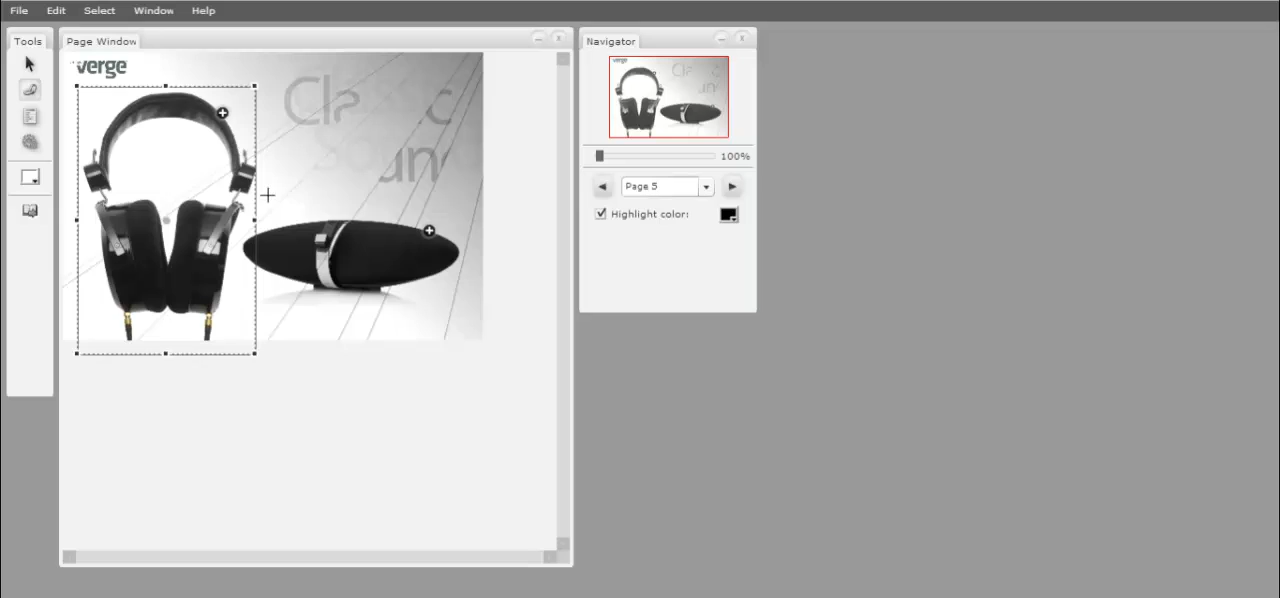 File Edit Select Window Help
Tools
Page Window
Navigator
verge
100%
Page 5
Highlight color: